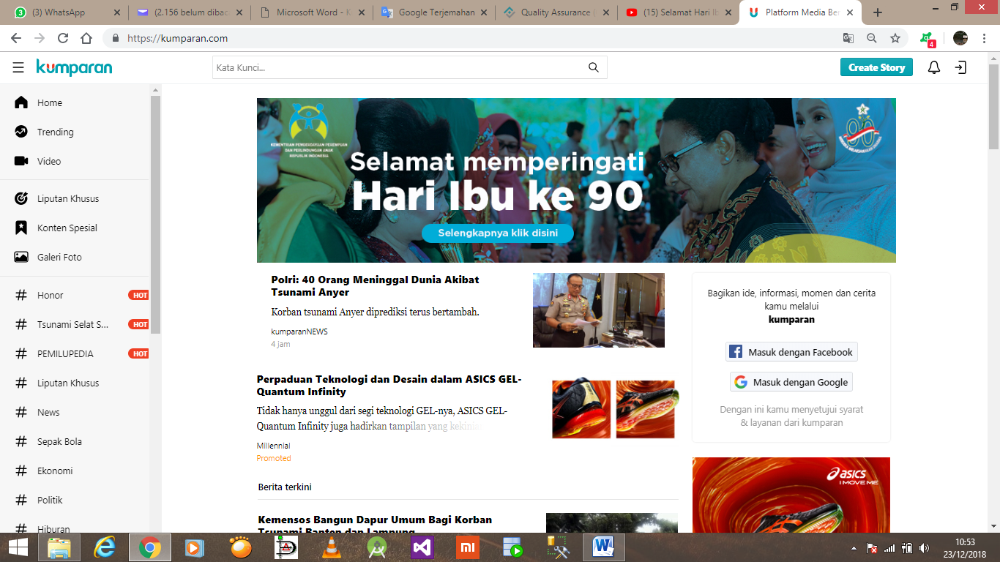 (3) WhatsApp
(2.156 belum dibac
Microsoft Word - K
Google Terjemahan
Quality Assurance (
(15) Selamat Hari Ib
Platform Media Ber
https://kumparan.com
4
kumparan
Kata Kunci...
Create Story
Home
Trending
Video
Liputan Khusus
Konten Spesial
Galeri Foto
# Honor HOT
# Tsunami Selat S... HOT
# PEMILUPEDIA HOT
# Liputan Khusus
# News
# Sepak Bola
# Ekonomi
# Politik
# Hiburan
KEMENTERIAN PEMBERDAYAAN PEREMPUAN
DAN PERLINDUNGAN ANAK
REPUBLIK INDONESIA
Selamat memperingati
Hari Ibu ke 90
Selengkapnya klik disini
Polri: 40 Orang Meninggal Dunia Akibat
Tsunami Anyer
Korban tsunami Anyer diprediksi terus bertambah.
kumparanNEWS
4 jam
Perpaduan Teknologi dan Desain dalam ASICS GEL-
Quantum Infinity
Tidak hanya unggul dari segi teknologi GEL-nya, ASICS GEL-
Quantum Infinity juga hadirkan tampilan yang kekinian
Millennial
Promoted
Berita terkini
Kemensos Bangun Dapur Umum Bagi Korban
Tsunami Banten dan Lampung
Bagikan ide, informasi, momen dan cerita
kamu melalui
kumparan
Masuk dengan Facebook
Masuk dengan Google
Dengan ini kamu menyetujui syarat
& layanan dari kumparan
asics
I MOVE ME
10:53
23/12/2018